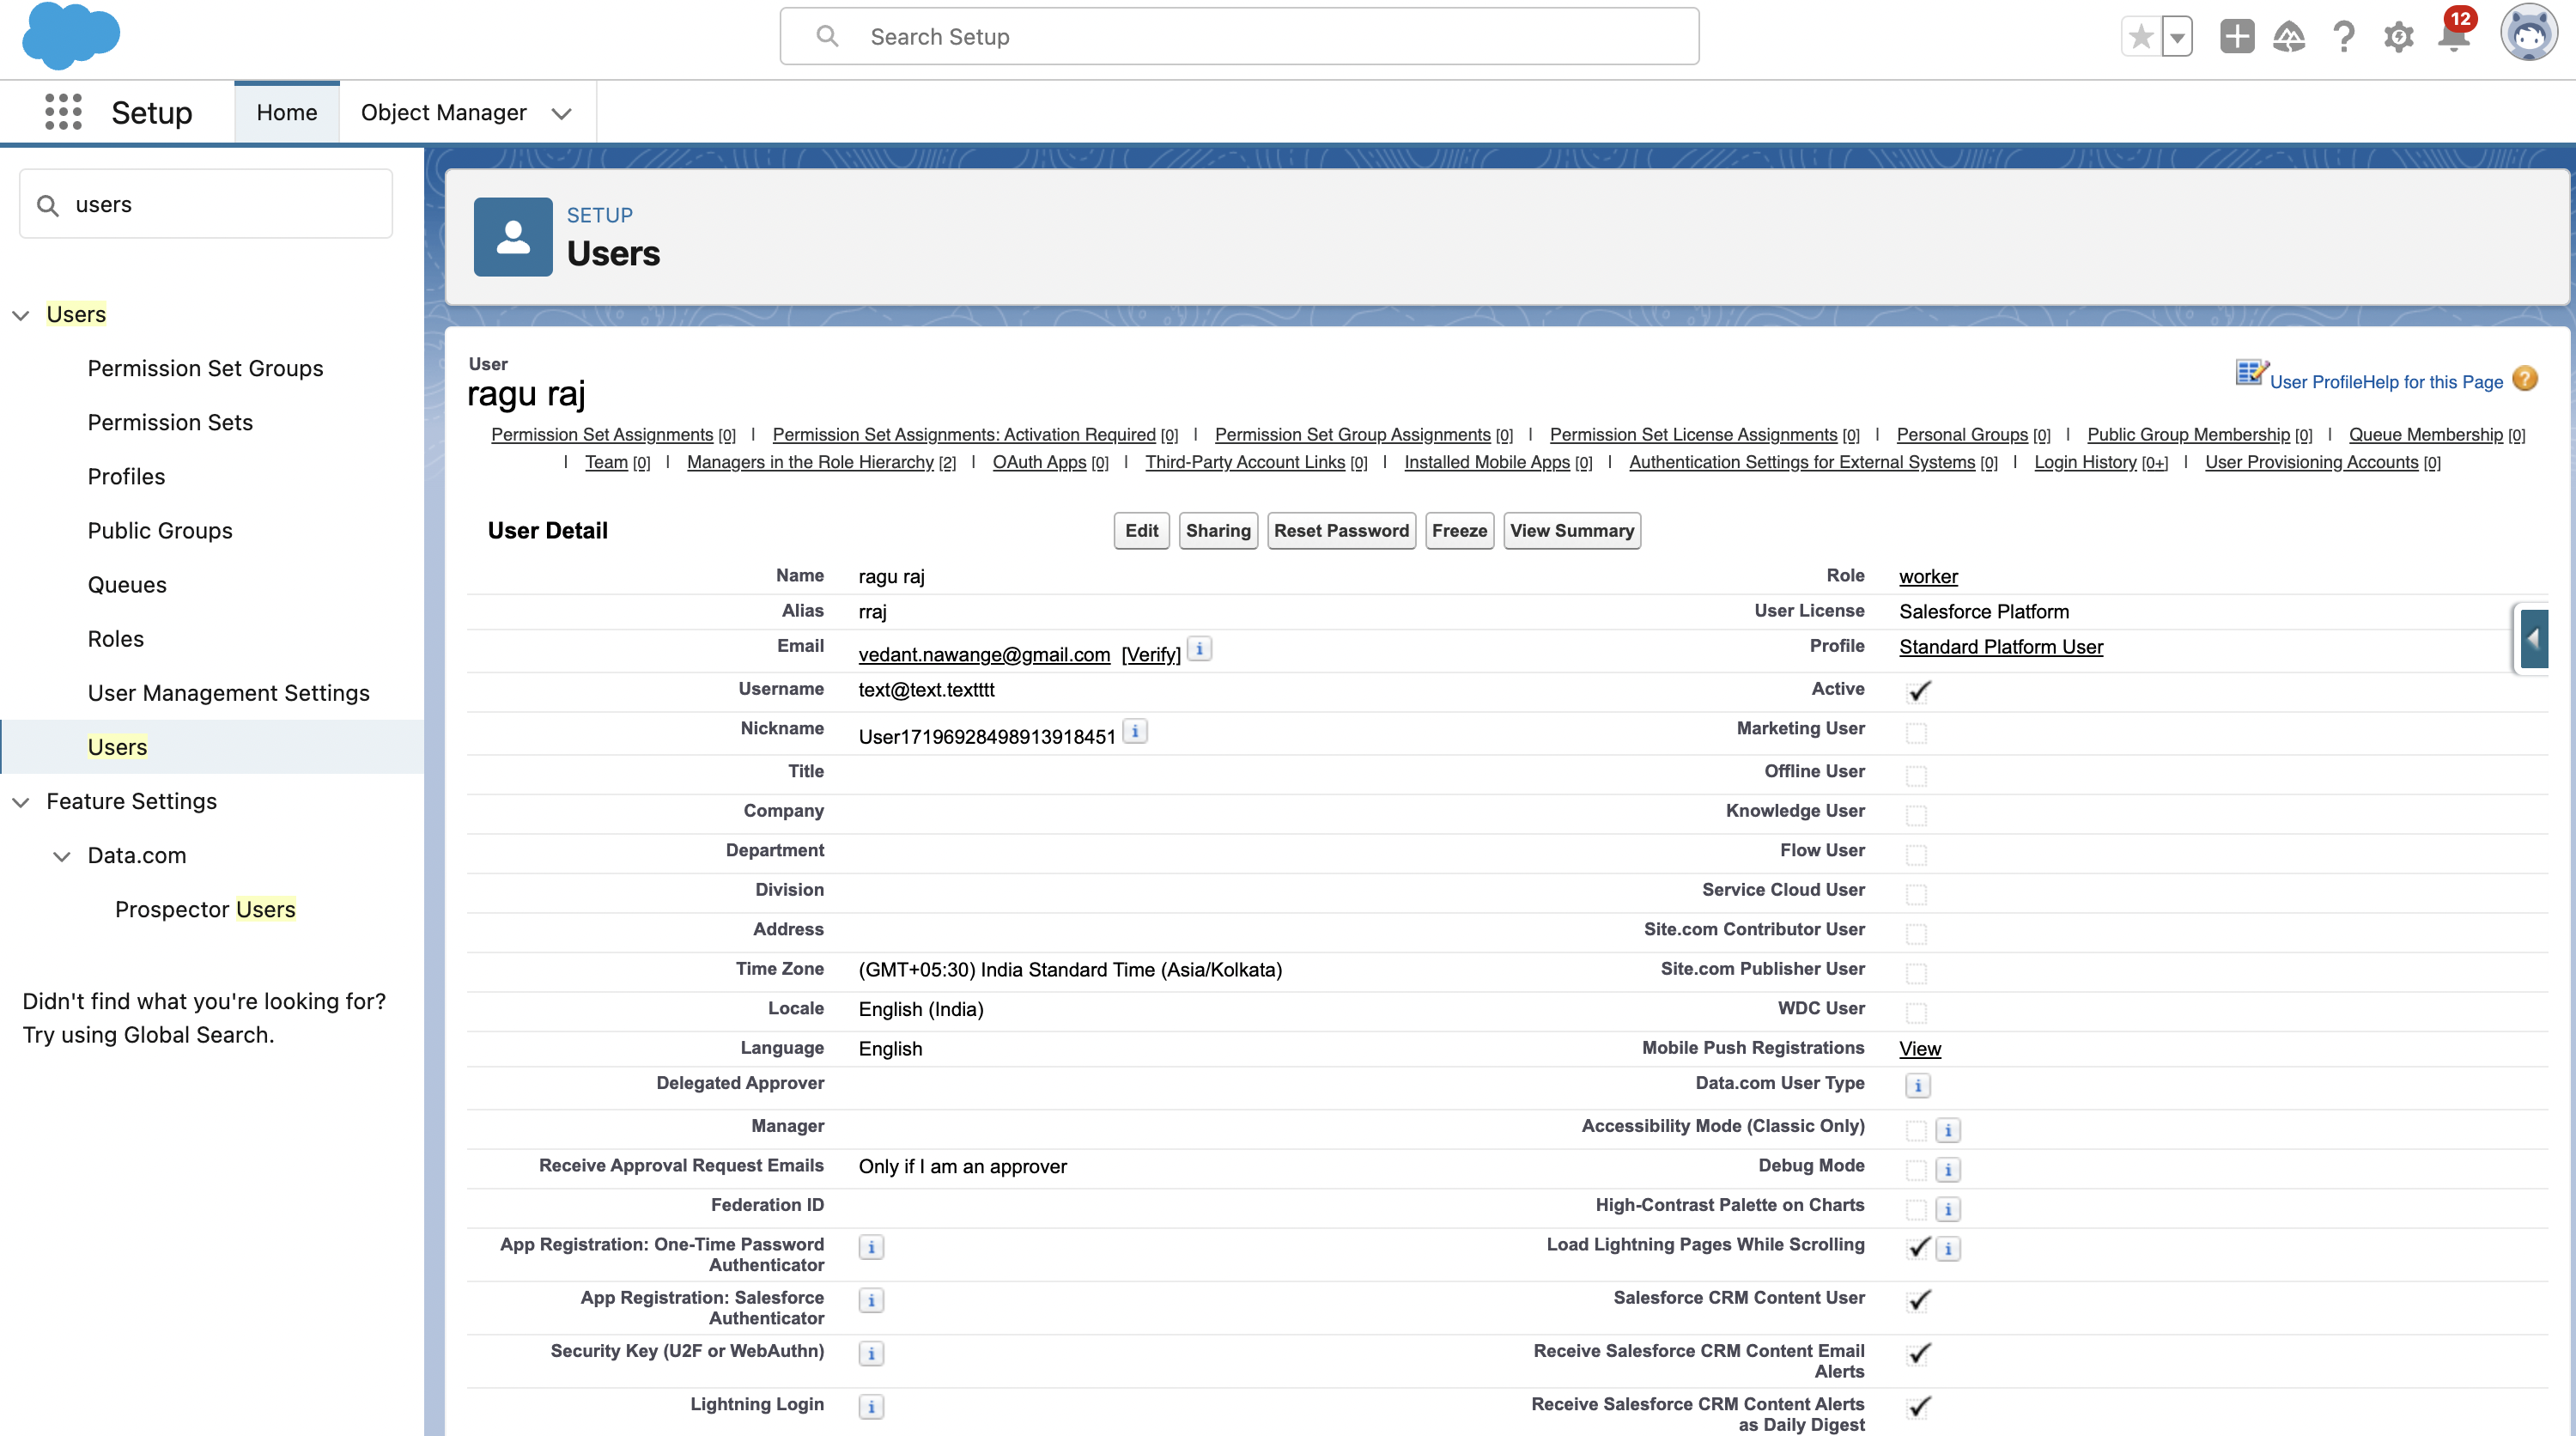 Search Setup
12
Setup
Home
Object Manager
users
Users
Permission Set Groups
Permission Sets
Profiles
Public Groups
Queues
Roles
User Management Settings
Users
Feature Settings
Data.com
Prospector Users
Didn't find what you're looking for?
Try using Global Search.
SETUP
Users
User
ragu raj
User Profile Help for this Page ?
Permission Set Assignments [0] | Permission Set Assignments: Activation Required [0] | Permission Set Group Assignments [0] | Permission Set License Assignments [0] | Personal Groups [0] | Public Group Membership [0] | Queue Membership [0]
| Team [0] | Managers in the Role Hierarchy [2] | OAuth Apps [0] | Third-Party Account Links [0] | Installed Mobile Apps [0] | Authentication Settings for External Systems [0] | Login History [0+] | User Provisioning Accounts [0]
User Detail
Edit Sharing Reset Password Freeze View Summary
Name ragu raj Role worker
Alias rraj User License Salesforce Platform
Email vedant.nawange@gmail.com [Verify] i Profile Standard Platform User
Username text@text.textttt Active
Nickname User17196928498913918451 i Marketing User
Title Offline User
Company Knowledge User
Department Flow User
Division Service Cloud User
Address Site.com Contributor User
Time Zone (GMT+05:30) India Standard Time (Asia/Kolkata) Site.com Publisher User
Locale English (India) WDC User
Language English Mobile Push Registrations View
Delegated Approver Data.com User Type i
Manager Accessibility Mode (Classic Only) i
Receive Approval Request Emails Only if I am an approver Debug Mode i
Federation ID High-Contrast Palette on Charts i
App Registration: One-Time Password
Authenticator i Load Lightning Pages While Scrolling i
App Registration: Salesforce
Authenticator i Salesforce CRM Content User
Security Key (U2F or WebAuthn) i Receive Salesforce CRM Content Email
Alerts
Lightning Login i Receive Salesforce CRM Content Alerts
as Daily Digest